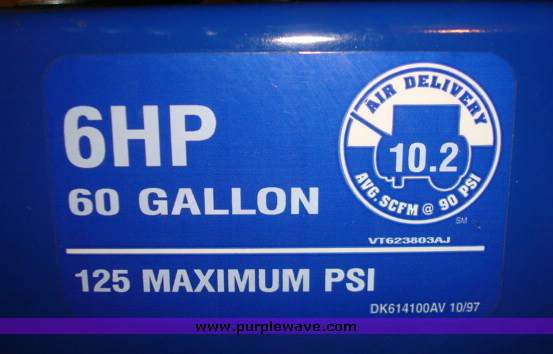 6HP
60 GALLON
AIR DELIVERY
10.2
AVG. SCFM @ 90 PSI
SM
VT623803AJ
125 MAXIMUM PSI
DK614100AV 10/97
www.purplewave.com